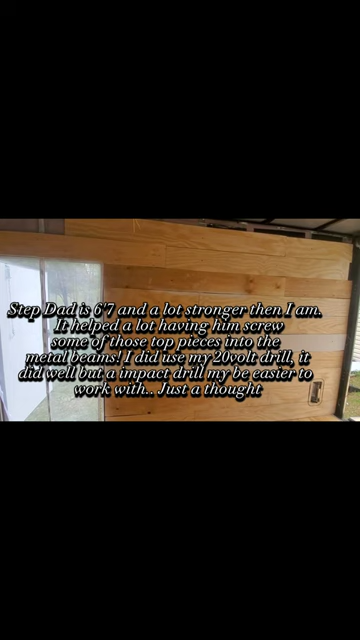 Step Dad is 6'7 and a lot stronger then I am.
It helped a lot having him screw
some of those top pieces into the
metal beams! I did use my 20volt drill, it
did well but a impact drill my be easier to
work with.. Just a thought